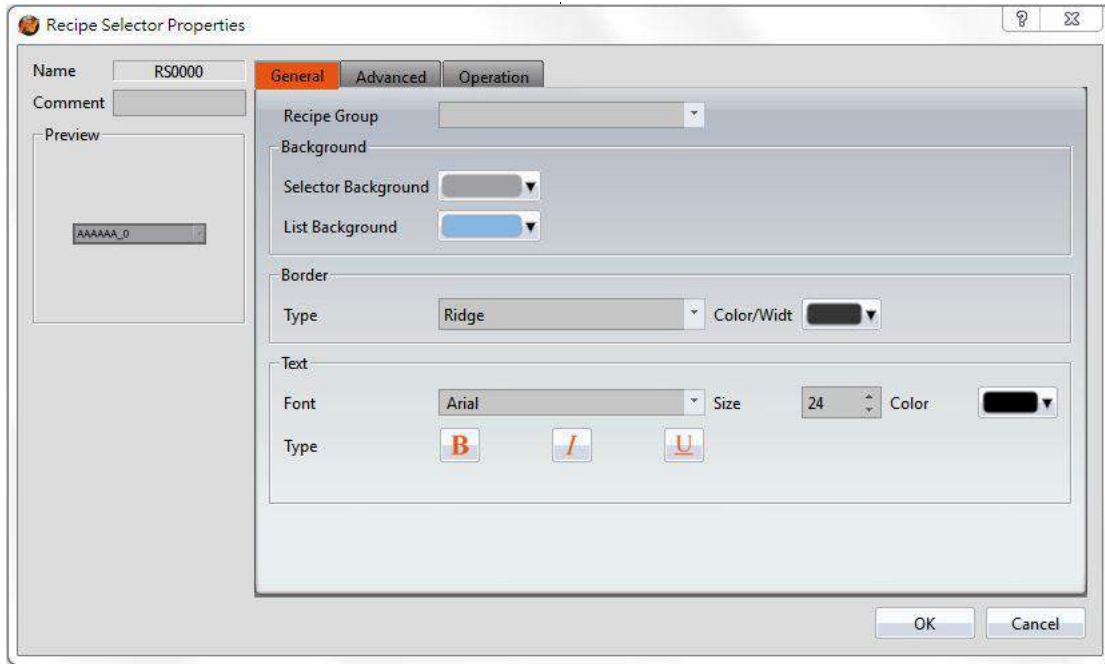 Recipe Selector Properties
Name RS0000
Comment
Preview
AAAAAA_0
General Advanced Operation
Recipe Group
Background
Selector Background
List Background
Border
Type Ridge Color/Widt
Text
Font Arial Size 24 Color
Type B I U
OK Cancel